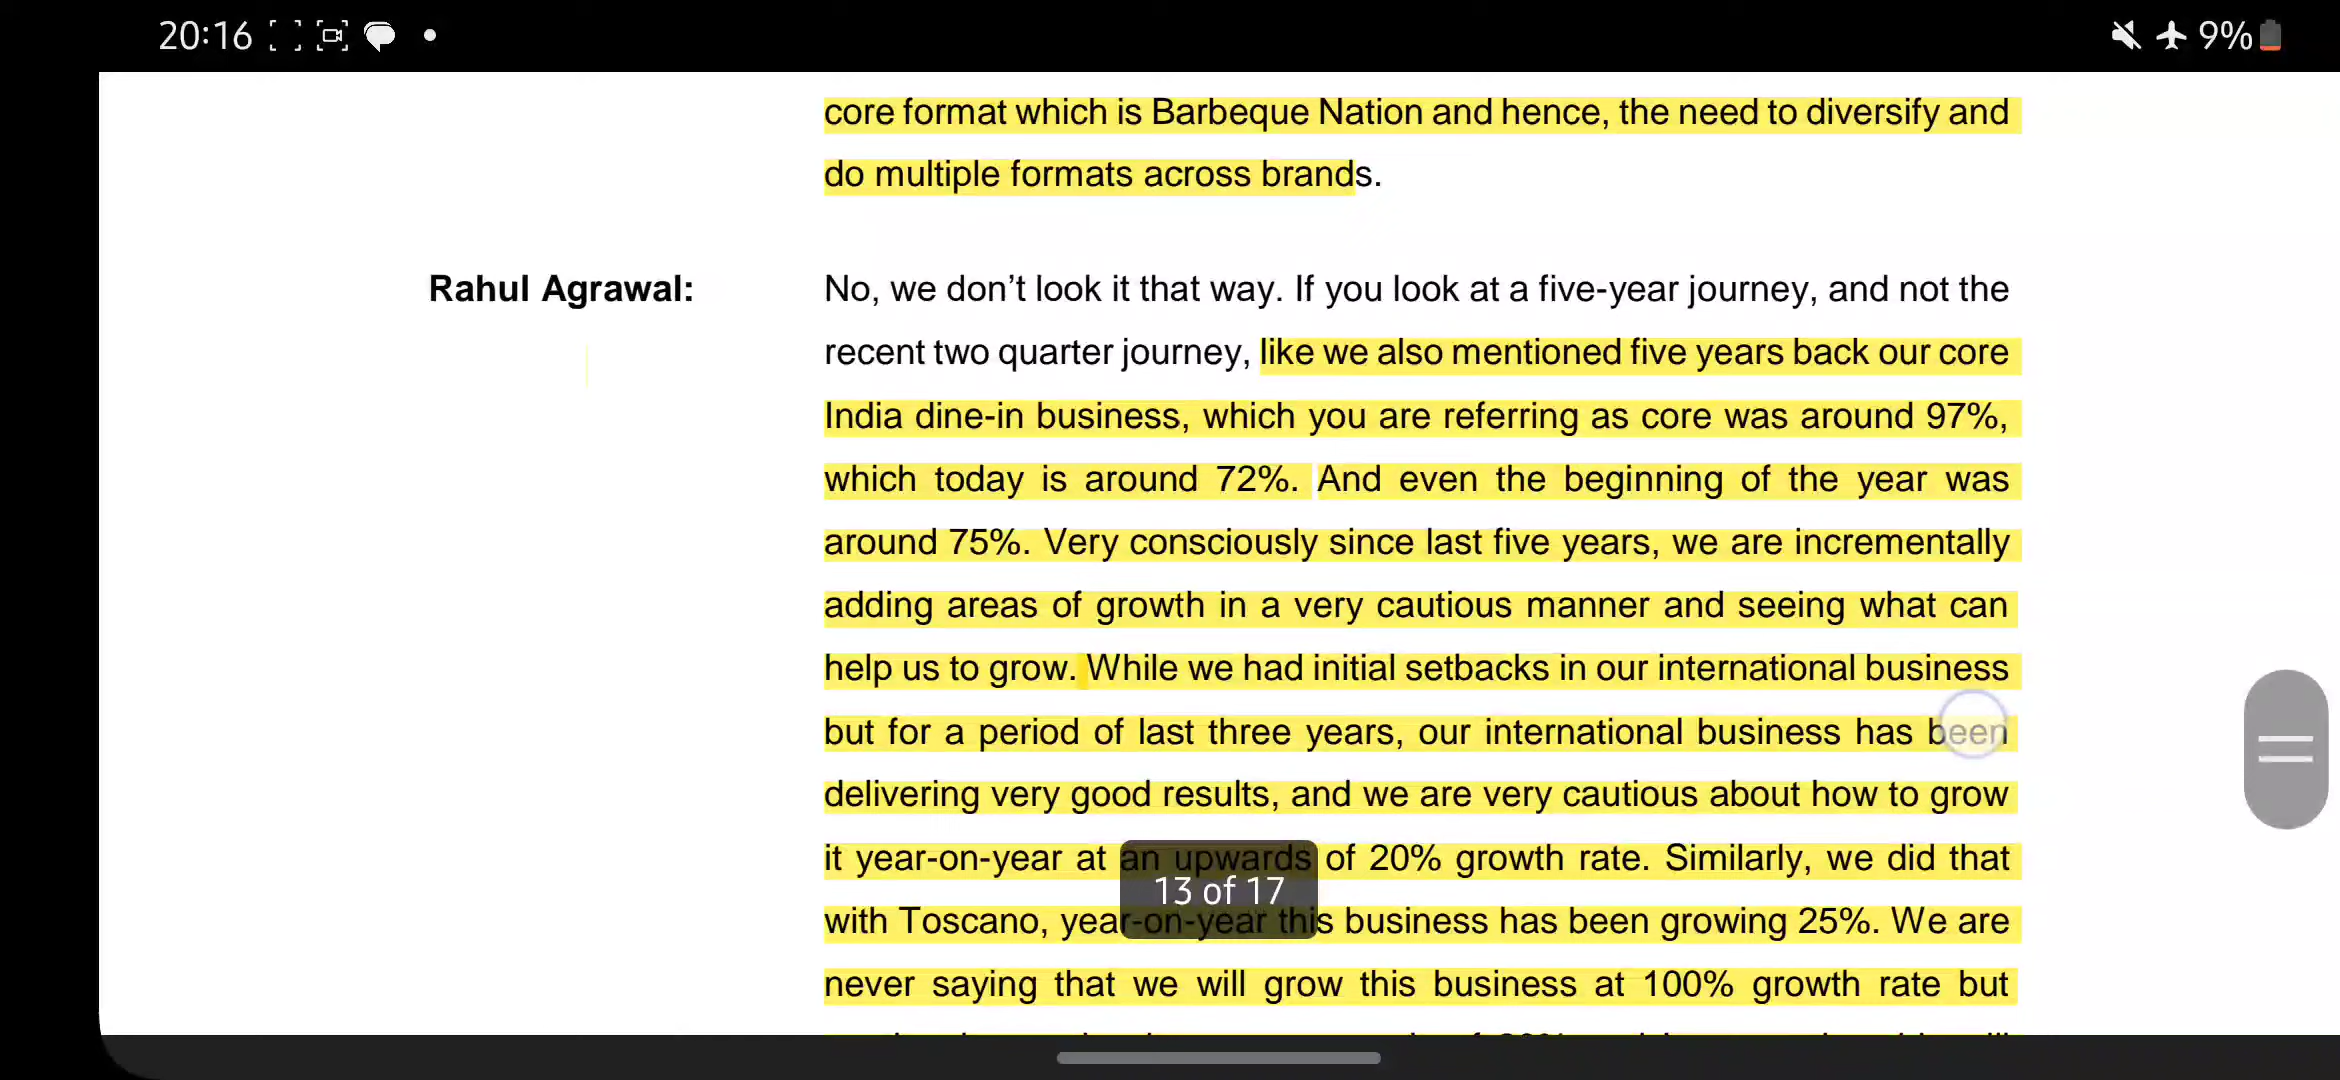 20:16
9%
core format which is Barbeque Nation and hence, the need to diversify and
do multiple formats across brands.
Rahul Agrawal: No, we don’t look it that way. If you look at a five-year journey, and not the
recent two quarter journey, like we also mentioned five years back our core
India dine-in business, which you are referring as core was around 97%,
which today is around 72%. And even the beginning of the year was
around 75%. Very consciously since last five years, we are incrementally
adding areas of growth in a very cautious manner and seeing what can
help us to grow. While we had initial setbacks in our international business
but for a period of last three years, our international business has been
delivering very good results, and we are very cautious about how to grow
it year-on-year at an upwards of 20% growth rate. Similarly, we did that
13 of 17
with Toscano, year-on-year this business has been growing 25%. We are
never saying that we will grow this business at 100% growth rate but